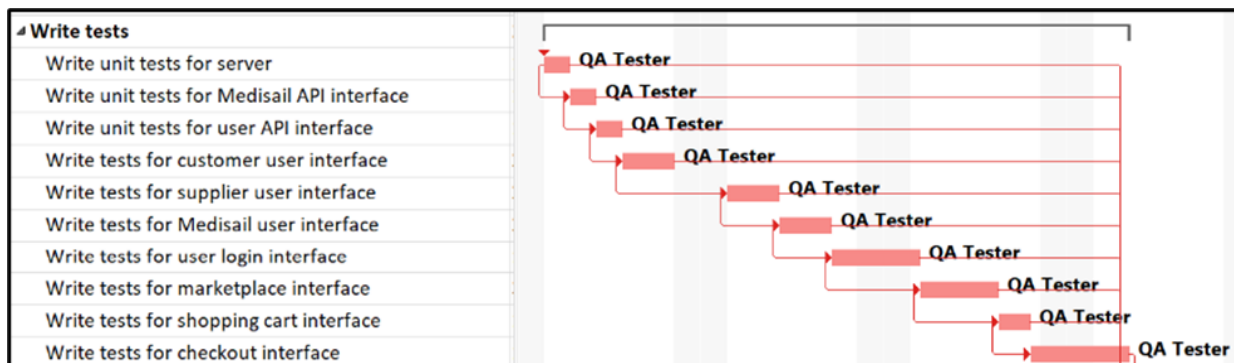 Write tests
Write unit tests for server QA Tester
Write unit tests for Medisail API interface QA Tester
Write unit tests for user API interface QA Tester
Write tests for customer user interface QA Tester
Write tests for supplier user interface QA Tester
Write tests for Medisail user interface QA Tester
Write tests for user login interface QA Tester
Write tests for marketplace interface QA Tester
Write tests for shopping cart interface QA Tester
Write tests for checkout interface QA Tester